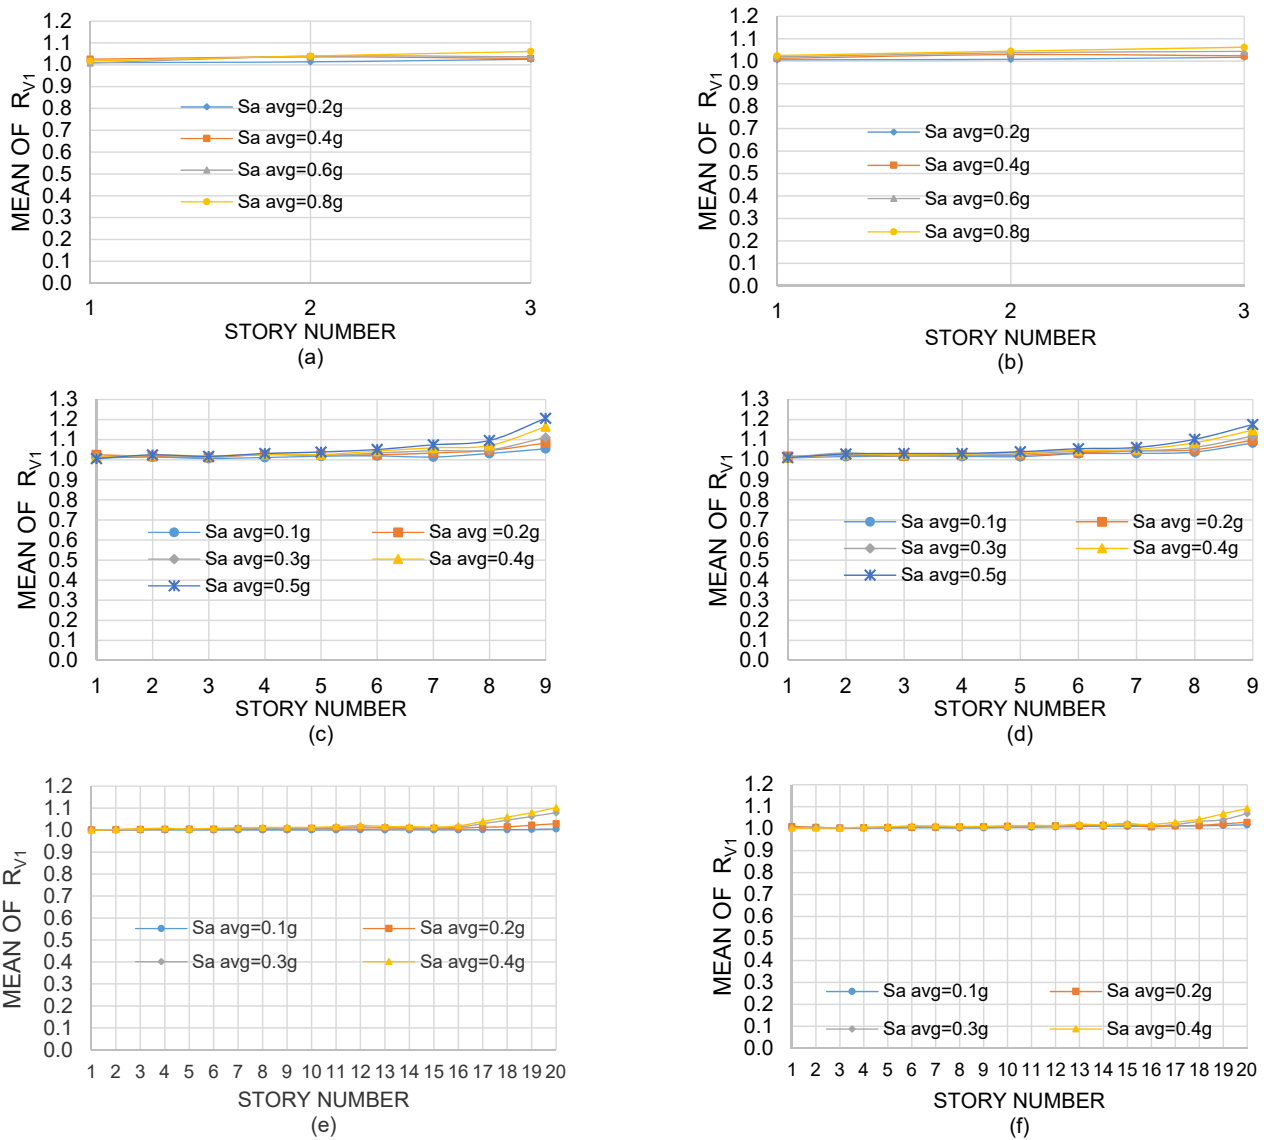 1.2
1.1
1.0
0.9
0.8
0.7
0.6
0.5
0.4
0.3
0.2
0.1
0.0
MEAN OF R_V1
Sa avg=0.2g
Sa avg=0.4g
Sa avg=0.6g
Sa avg=0.8g
1 2 3
STORY NUMBER
(a)
1.2
1.1
1.0
0.9
0.8
0.7
0.6
0.5
0.4
0.3
0.2
0.1
0.0
MEAN OF R_V1
Sa avg=0.2g
Sa avg=0.4g
Sa avg=0.6g
Sa avg=0.8g
1 2 3
STORY NUMBER
(b)
1.3
1.2
1.1
1.0
0.9
0.8
0.7
0.6
0.5
0.4
0.3
0.2
0.1
0.0
MEAN OF R_V1
Sa avg=0.1g Sa avg =0.2g
Sa avg=0.3g Sa avg=0.4g
Sa avg=0.5g
1 2 3 4 5 6 7 8 9
STORY NUMBER
(c)
1.3
1.2
1.1
1.0
0.9
0.8
0.7
0.6
0.5
0.4
0.3
0.2
0.1
0.0
MEAN OF R_V1
Sa avg=0.1g Sa avg=0.2g
Sa avg=0.3g Sa avg=0.4g
Sa avg=0.5g
1 2 3 4 5 6 7 8 9
STORY NUMBER
(d)
1.2
1.1
1.0
0.9
0.8
0.7
0.6
0.5
0.4
0.3
0.2
0.1
0.0
MEAN OF R_V1
Sa avg=0.1g Sa avg=0.2g
Sa avg=0.3g Sa avg=0.4g
1 2 3 4 5 6 7 8 9 10 11 12 13 14 15 16 17 18 19 20
STORY NUMBER
(e)
1.2
1.1
1.0
0.9
0.8
0.7
0.6
0.5
0.4
0.3
0.2
0.1
0.0
MEAN OF R_V1
Sa avg=0.1g Sa avg=0.2g
Sa avg=0.3g Sa avg=0.4g
1 2 3 4 5 6 7 8 9 10 11 12 13 14 15 16 17 18 19 20
STORY NUMBER
(f)